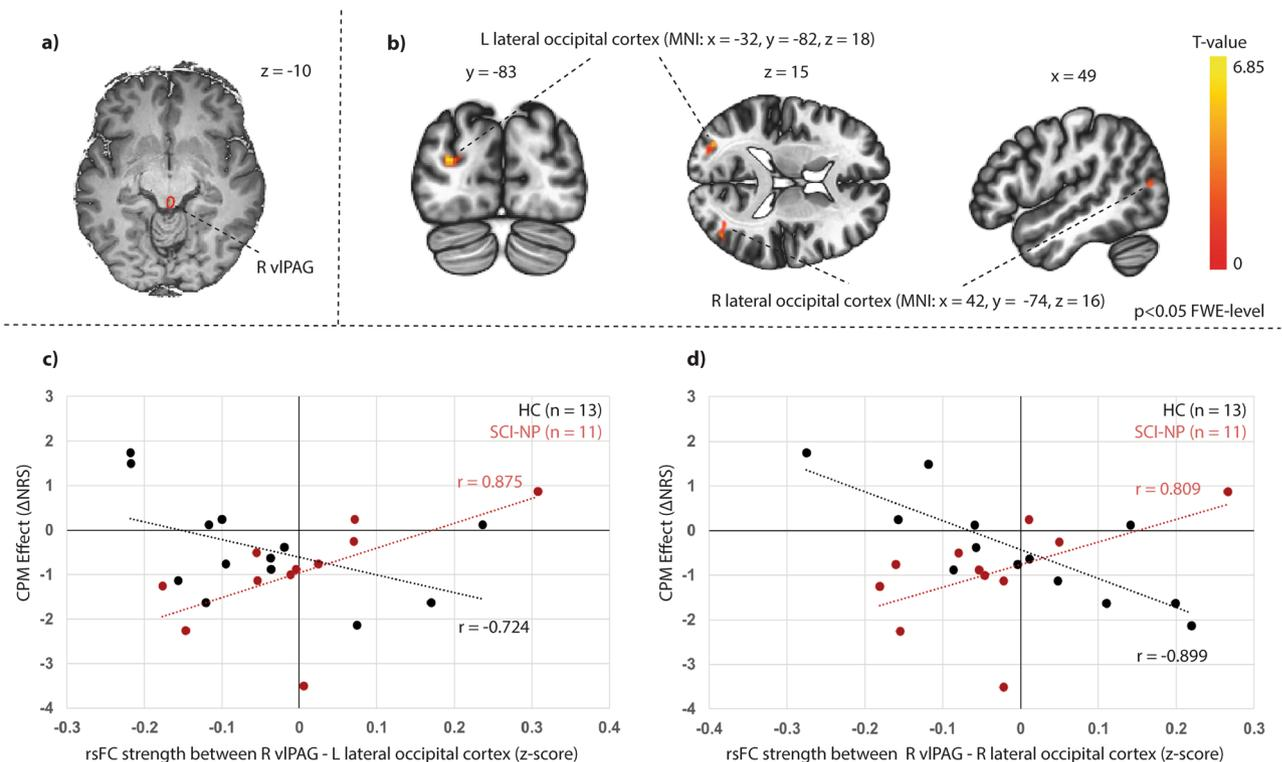 a)
z = -10
R vlPAG
b)
L lateral occipital cortex (MNI: x = -32, y = -82, z = 18)
y = -83
z = 15
x = 49
T-value
6.85
0
R lateral occipital cortex (MNI: x = 42, y = -74, z = 16)
p<0.05 FWE-level
c)
HC (n = 13)
SCI-NP (n = 11)
r = 0.875
r = -0.724
CPM Effect (ΔNRS)
3
2
1
0
-1
-2
-3
-4
-0.3 -0.2 -0.1 0 0.1 0.2 0.3 0.4
rsFC strength between R vlPAG - L lateral occipital cortex (z-score)
d)
HC (n = 13)
SCI-NP (n = 11)
r = 0.809
r = -0.899
CPM Effect (ΔNRS)
3
2
1
0
-1
-2
-3
-4
-0.4 -0.3 -0.2 -0.1 0 0.1 0.2 0.3
rsFC strength between R vlPAG - R lateral occipital cortex (z-score)